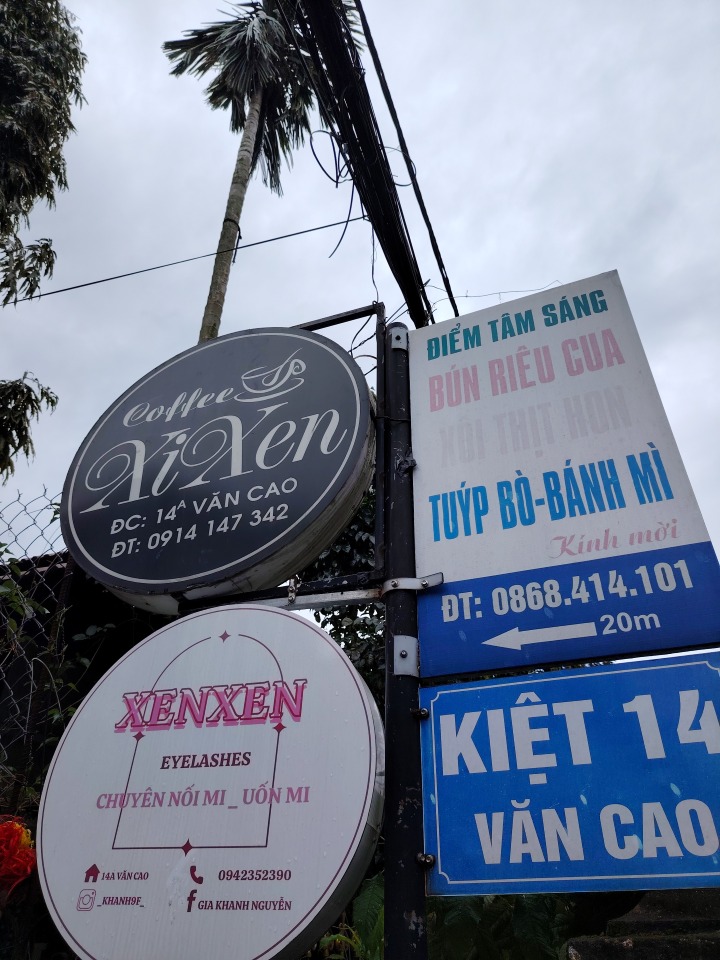 Coffee
XiXen
ĐC: 14A VĂN CAO
ĐT: 0914 147 342
XENXEN
EYELASHES
CHUYÊN NỐI MI _ UỐN MI
14A VĂN CAO
0942352390
_KHANH9F_
GIA KHANH NGUYỄN
ĐIỂM TÂM SÁNG
BÚN RIÊU CUA
XÔI THỊT HON
TUÝP BÒ-BÁNH MÌ
Kính mời
ĐT: 0868.414.101
20m
KIỆT 14
VĂN CAO